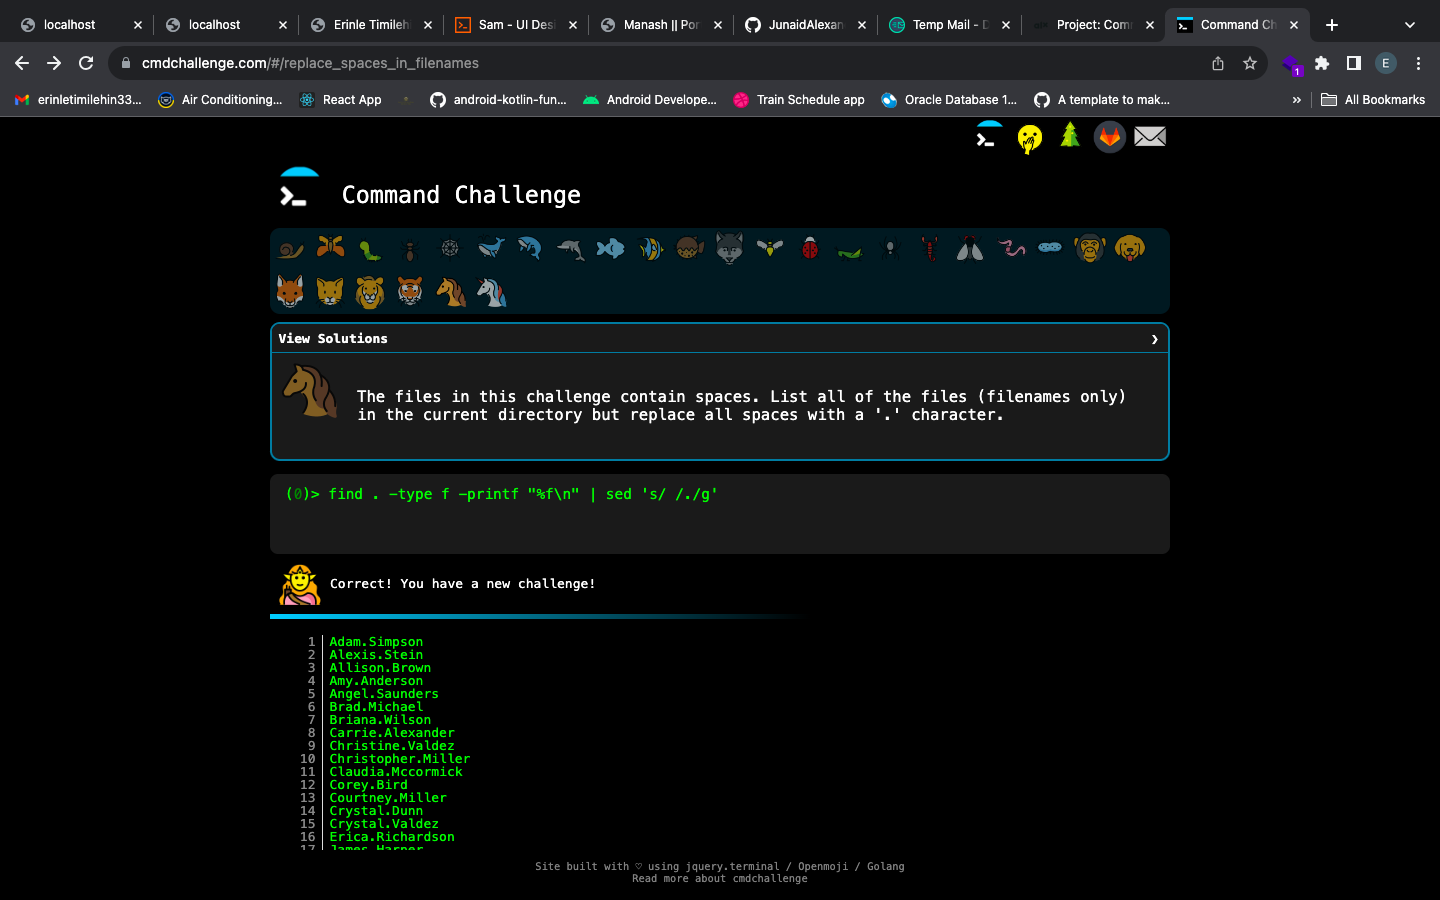 localhost
localhost
Erinle Timileh
Sam - UI Des
Manash || Por
JunaidAlexan
Temp Mail - D
Project: Com
Command Ch
cmdchallenge.com/#/replace_spaces_in_filenames
1
E
erinletimilehin33...
Air Conditioning...
React App
android-kotlin-fun...
Android Develope...
Train Schedule app
Oracle Database 1...
A template to mak...
»
All Bookmarks
Command Challenge
View Solutions
The files in this challenge contain spaces. List all of the files (filenames only)
in the current directory but replace all spaces with a '.' character.
(0)> find . -type f -printf "%f\n" | sed 's/ /./g'
Correct! You have a new challenge!
1 Adam.Simpson
2 Alexis.Stein
3 Allison.Brown
4 Amy.Anderson
5 Angel.Saunders
6 Brad.Michael
7 Briana.Wilson
8 Carrie.Alexander
9 Christine.Valdez
10 Christopher.Miller
11 Claudia.Mccormick
12 Corey.Bird
13 Courtney.Miller
14 Crystal.Dunn
15 Crystal.Valdez
16 Erica.Richardson
17 James.Harper
Site built with ♡ using jquery.terminal / Openmoji / Golang
Read more about cmdchallenge